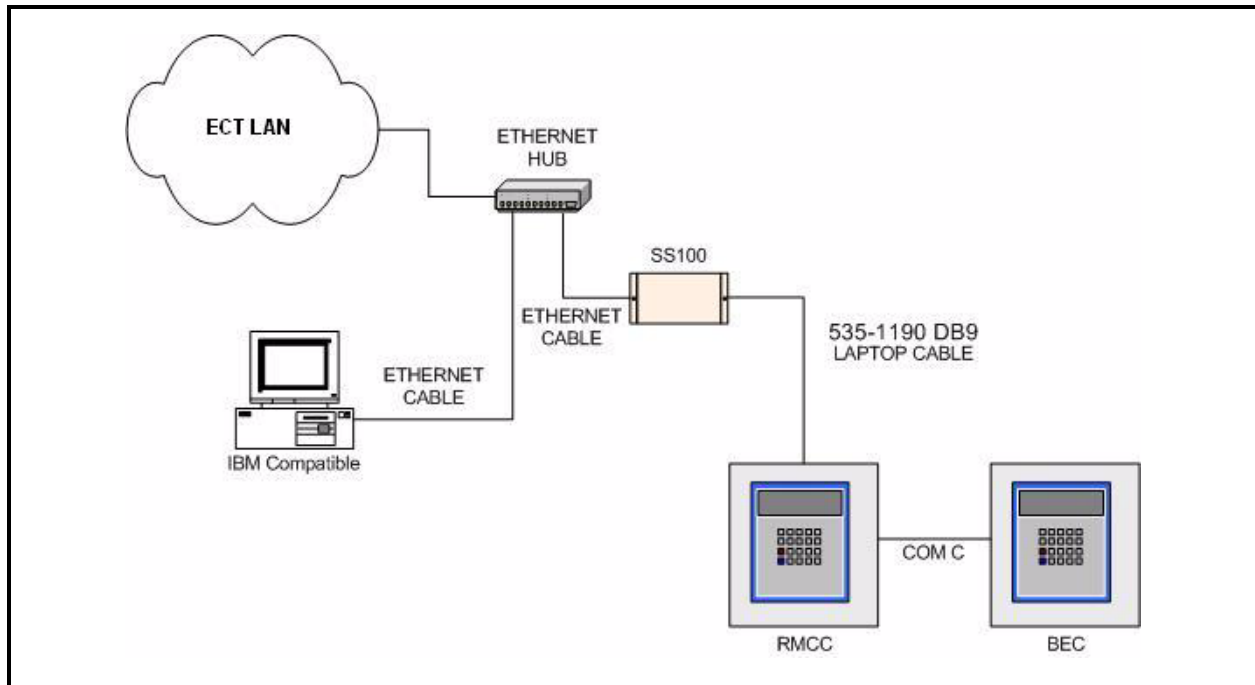 ECT LAN
ETHERNET
HUB
SS100
ETHERNET
CABLE
535-1190 DB9
LAPTOP CABLE
ETHERNET
CABLE
IBM Compatible
COM C
RMCC
BEC